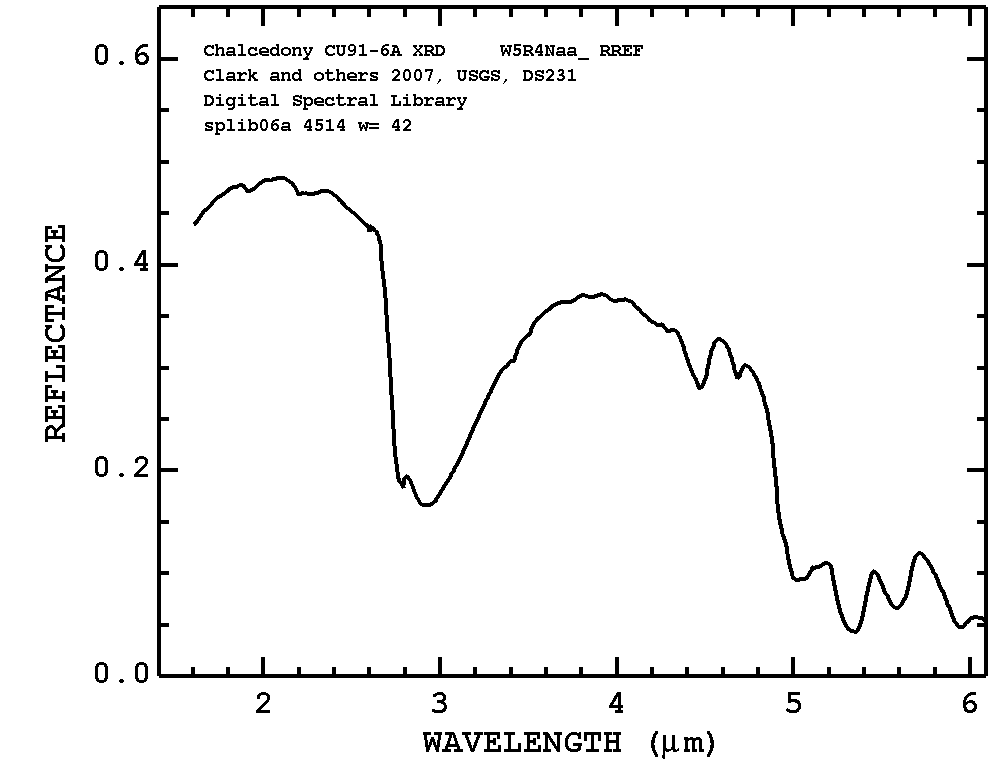 Chalcedony CU91-6A XRD W5R4Naa_ RREF
Clark and others 2007, USGS, DS231
Digital Spectral Library
splib06a 4514 w= 42
0.6
0.4
0.2
0.0
REFLECTANCE
2 3 4 5 6
WAVELENGTH (μm)